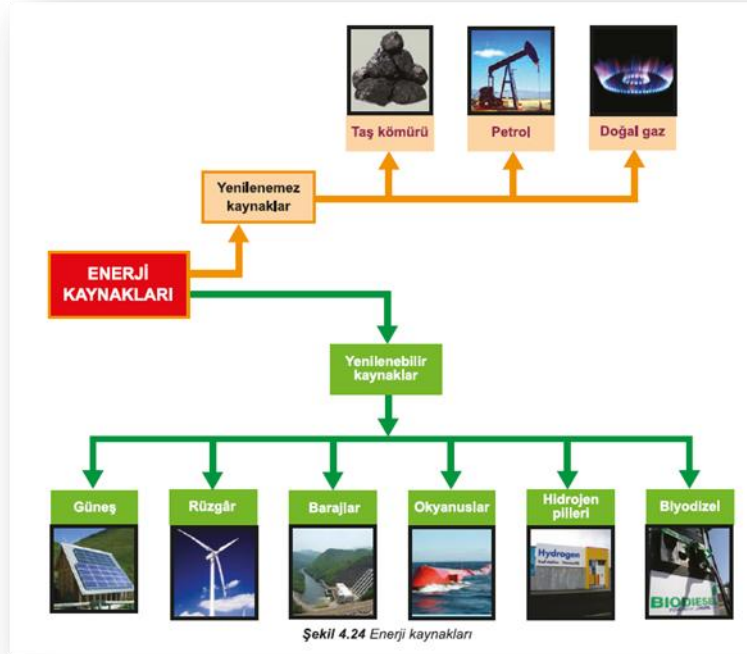 Taş kömürü
Petrol
Doğal gaz
Yenilenemez
kaynaklar
ENERJİ
KAYNAKLARI
Yenilenebilir
kaynaklar
Güneş
Rüzgâr
Barajlar
Okyanuslar
Hidrojen
pilleri
Biyodizel
Hydrogen
BIODIESEL
Şekil 4.24 Enerji kaynakları